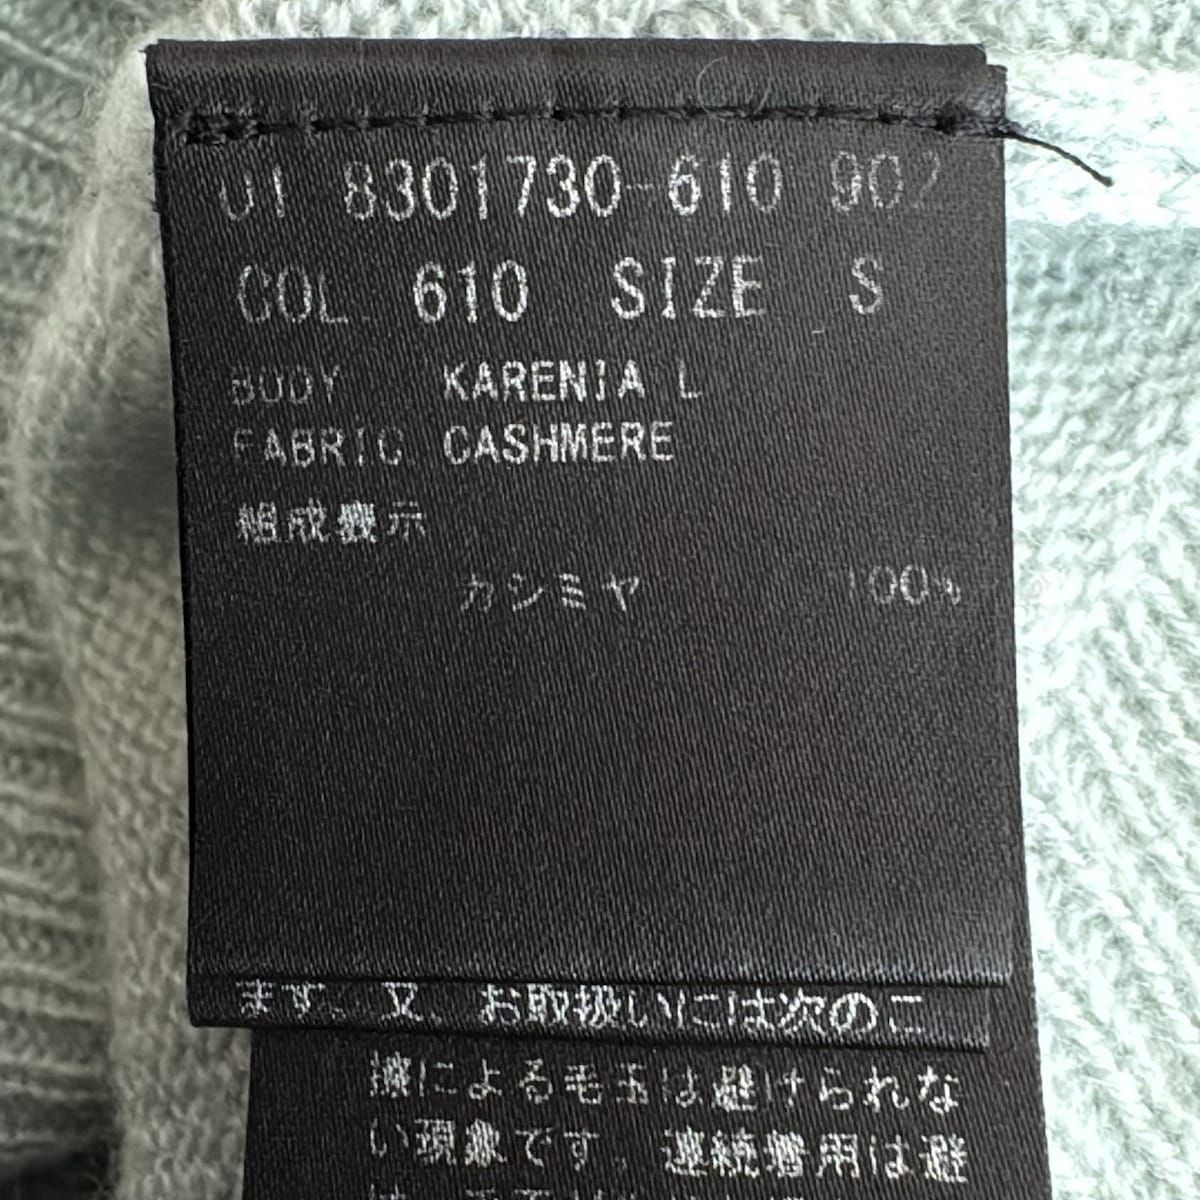 01 8301730-610 902
COL. 610 SIZE S
BODY KARENIA L
FABRIC. CASHMERE
組成表示
カシミヤ 100%
ます。又、お取扱いには次のこ
擦による毛玉は避けられな
い現象です。連続着用は避